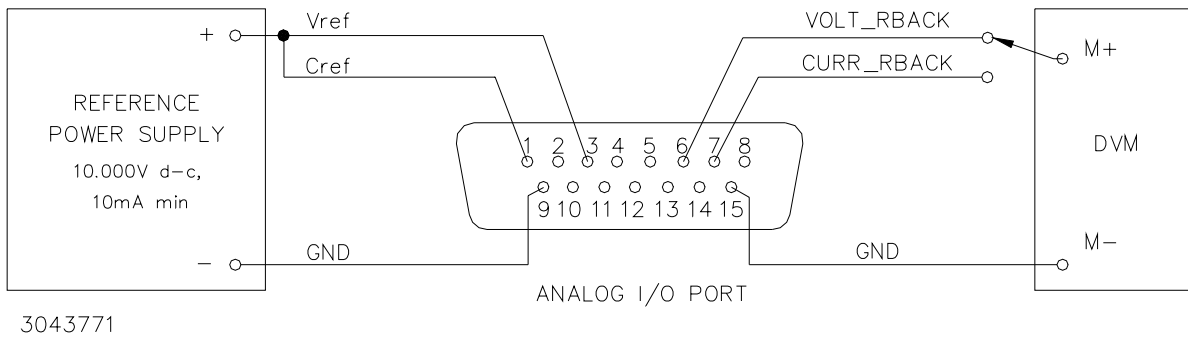 +
Vref
Cref
REFERENCE
POWER SUPPLY
10.000V d-c,
10mA min
-
GND
VOLT_RBACK
CURR_RBACK
M+
DVM
M-
GND
1 2 3 4 5 6 7 8
9 10 11 12 13 14 15
ANALOG I/O PORT
3043771